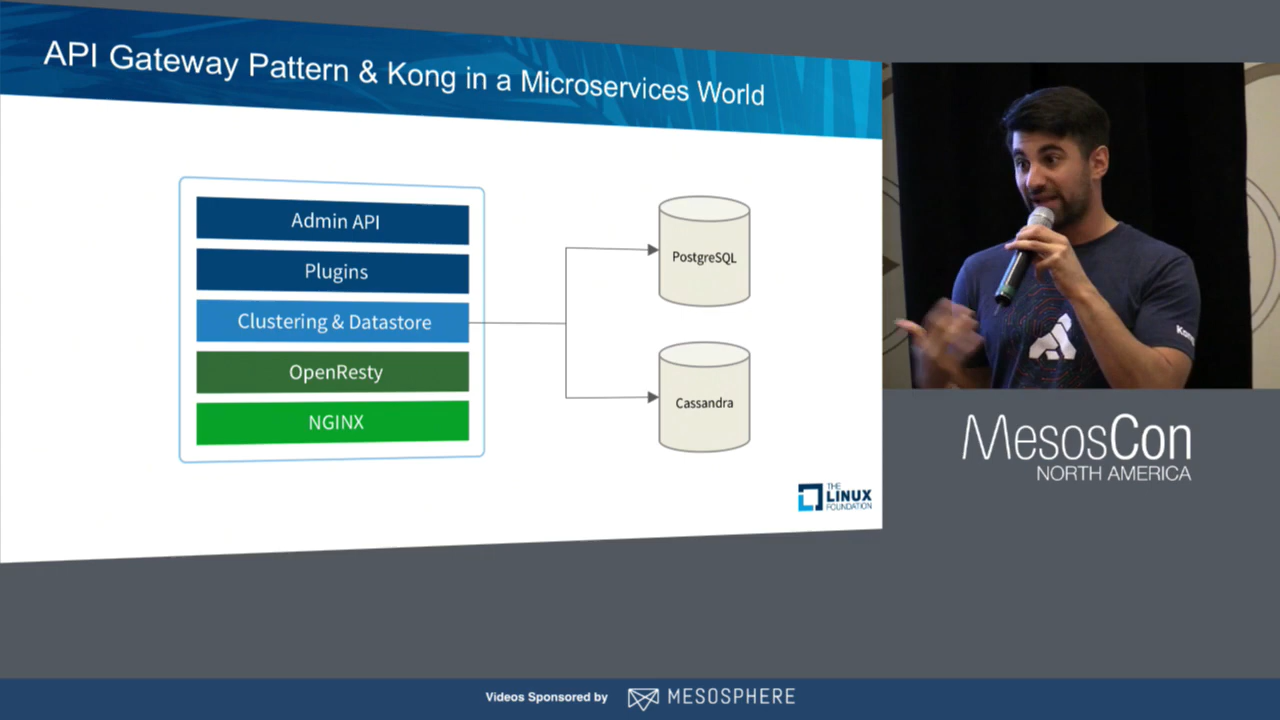 API Gateway Pattern & Kong in a Microservices World
Admin API
Plugins
Clustering & Datastore
OpenResty
NGINX
PostgreSQL
Cassandra
THE
LINUX
FOUNDATION
MesosCon
NORTH AMERICA
Videos Sponsored by
MESOSPHERE